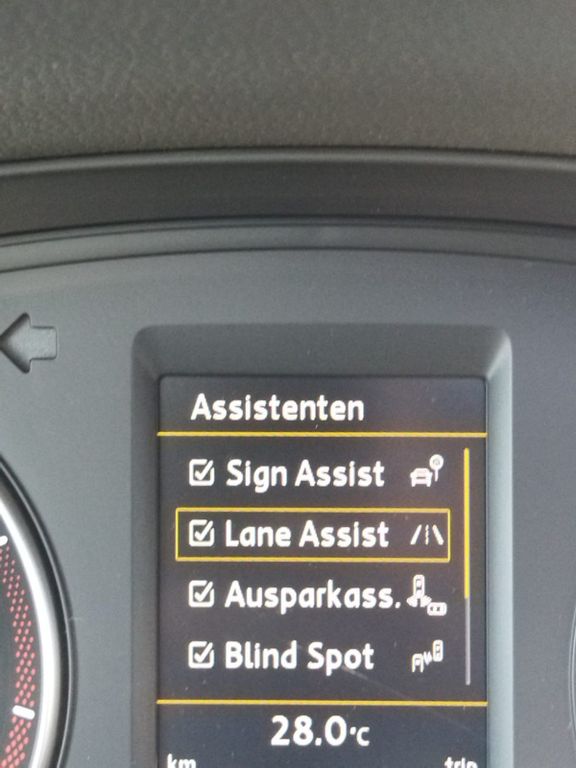 Assistenten
Sign Assist
Lane Assist
Ausparkass.
Blind Spot
28.0°C
km trip